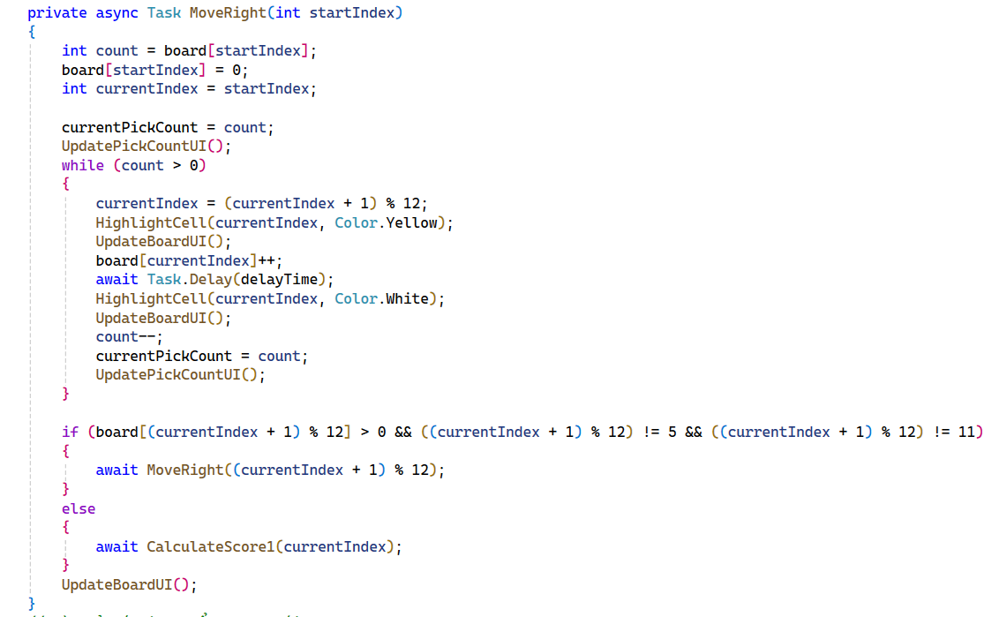 private async Task MoveRight(int startIndex)
{
    int count = board[startIndex];
    board[startIndex] = 0;
    int currentIndex = startIndex;

    currentPickCount = count;
    UpdatePickCountUI();
    while (count > 0)
    {
        currentIndex = (currentIndex + 1) % 12;
        HighlightCell(currentIndex, Color.Yellow);
        UpdateBoardUI();
        board[currentIndex]++;
        await Task.Delay(delayTime);
        HighlightCell(currentIndex, Color.White);
        UpdateBoardUI();
        count--;
        currentPickCount = count;
        UpdatePickCountUI();
    }

    if (board[(currentIndex + 1) % 12] > 0 && ((currentIndex + 1) % 12) != 5 && ((currentIndex + 1) % 12) != 11)
    {
        await MoveRight((currentIndex + 1) % 12);
    }
    else
    {
        await CalculateScore1(currentIndex);
    }
    UpdateBoardUI();
}